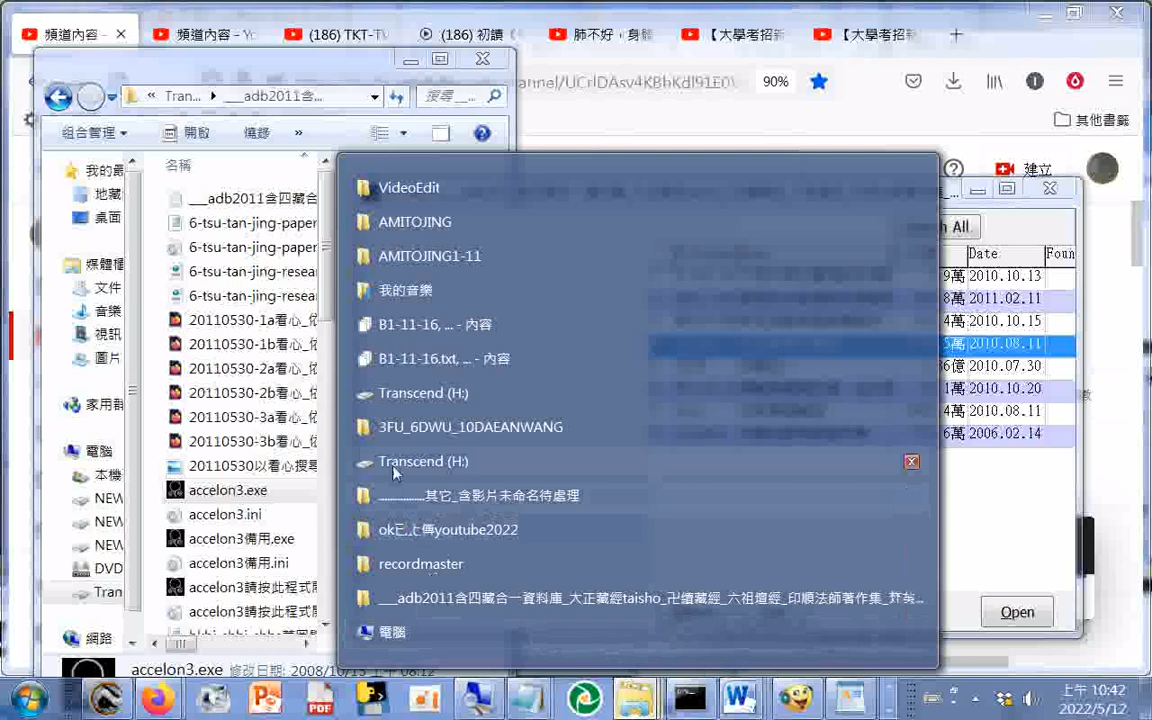 頻道內容 -
頻道內容 - Yo
(186) TKT-TV
(186) 初讀
肺不好，身體
【大學考招新
【大學考招新
annel/UCrlDAsv4KBhKdl91E0V
90%
其他書籤
建立
« Tran... ▸ ___adb2011含...
搜尋 __...
組合管理
開啟
燒錄
»
我的最
地藏
桌面
媒體櫃
文件
音樂
視訊
圖片
家用群
電腦
本機
NEW
NEW
NEW
DVD
Tran
網路
名稱
___adb2011含四藏合
6-tsu-tan-jing-paper
6-tsu-tan-jing-paper
6-tsu-tan-jing-resea
6-tsu-tan-jing-resea
20110530-1a看心_依
20110530-1b看心_依
20110530-2a看心_依
20110530-2b看心_依
20110530-3a看心_依
20110530-3b看心_依
20110530以看心搜尋
accelon3.exe
accelon3.ini
accelon3備用.exe
accelon3備用.ini
accelon3請按此程式
accelon3請按此程式
accelon3.exe 修改日期: 2008/10/15 上午 08:12
VideoEdit
AMITOJING
AMITOJING1-11
我的音樂
B1-11-16, ... - 內容
B1-11-16.txt, ... - 內容
Transcend (H:)
3FU_6DWU_10DAEANWANG
Transcend (H:)
..............其它_含影片未命名待處理
ok已上傳youtube2022
recordmaster
___adb2011含四藏合一資料庫_大正藏經taisho_卍續藏經_六祖壇經_印順法師著作集_
電腦
h All
Date
Foun
9萬 2010.10.13
8萬 2011.02.11
4萬 2010.10.15
5萬 2010.08.11
86億 2010.07.30
1萬 2010.10.20
4萬 2010.08.11
6萬 2006.02.14
Open
上午 10:42
2022/5/12